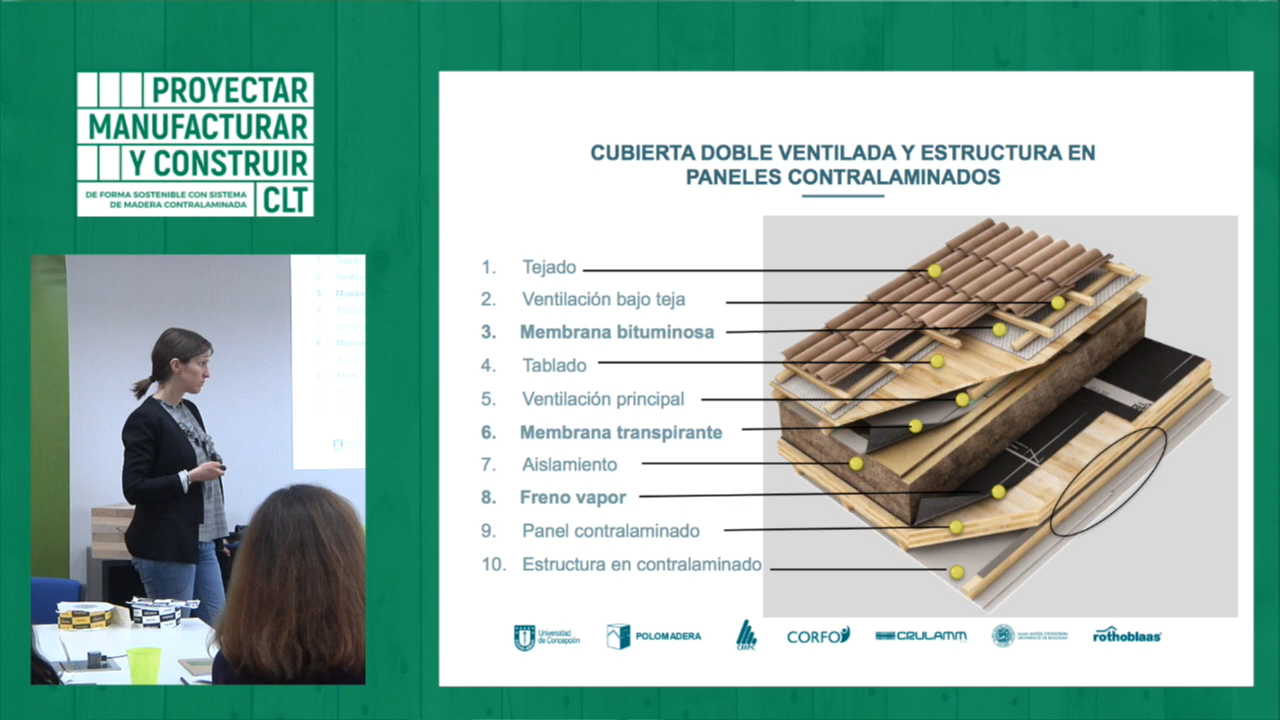 PROYECTAR
MANUFACTURAR
Y CONSTRUIR
DE FORMA SOSTENIBLE CON SISTEMA
DE MADERA CONTRALAMINADA
CLT
CUBIERTA DOBLE VENTILADA Y ESTRUCTURA EN
PANELES CONTRALAMINADOS
1. Tejado
2. Ventilación bajo teja
3. Membrana bituminosa
4. Tablado
5. Ventilación principal
6. Membrana transpirante
7. Aislamiento
8. Freno vapor
9. Panel contralaminado
10. Estructura en contralaminado
Universidad
de Concepción
POLOMADERA
CMPC
CORFO
CRULAMM
rothoblaas